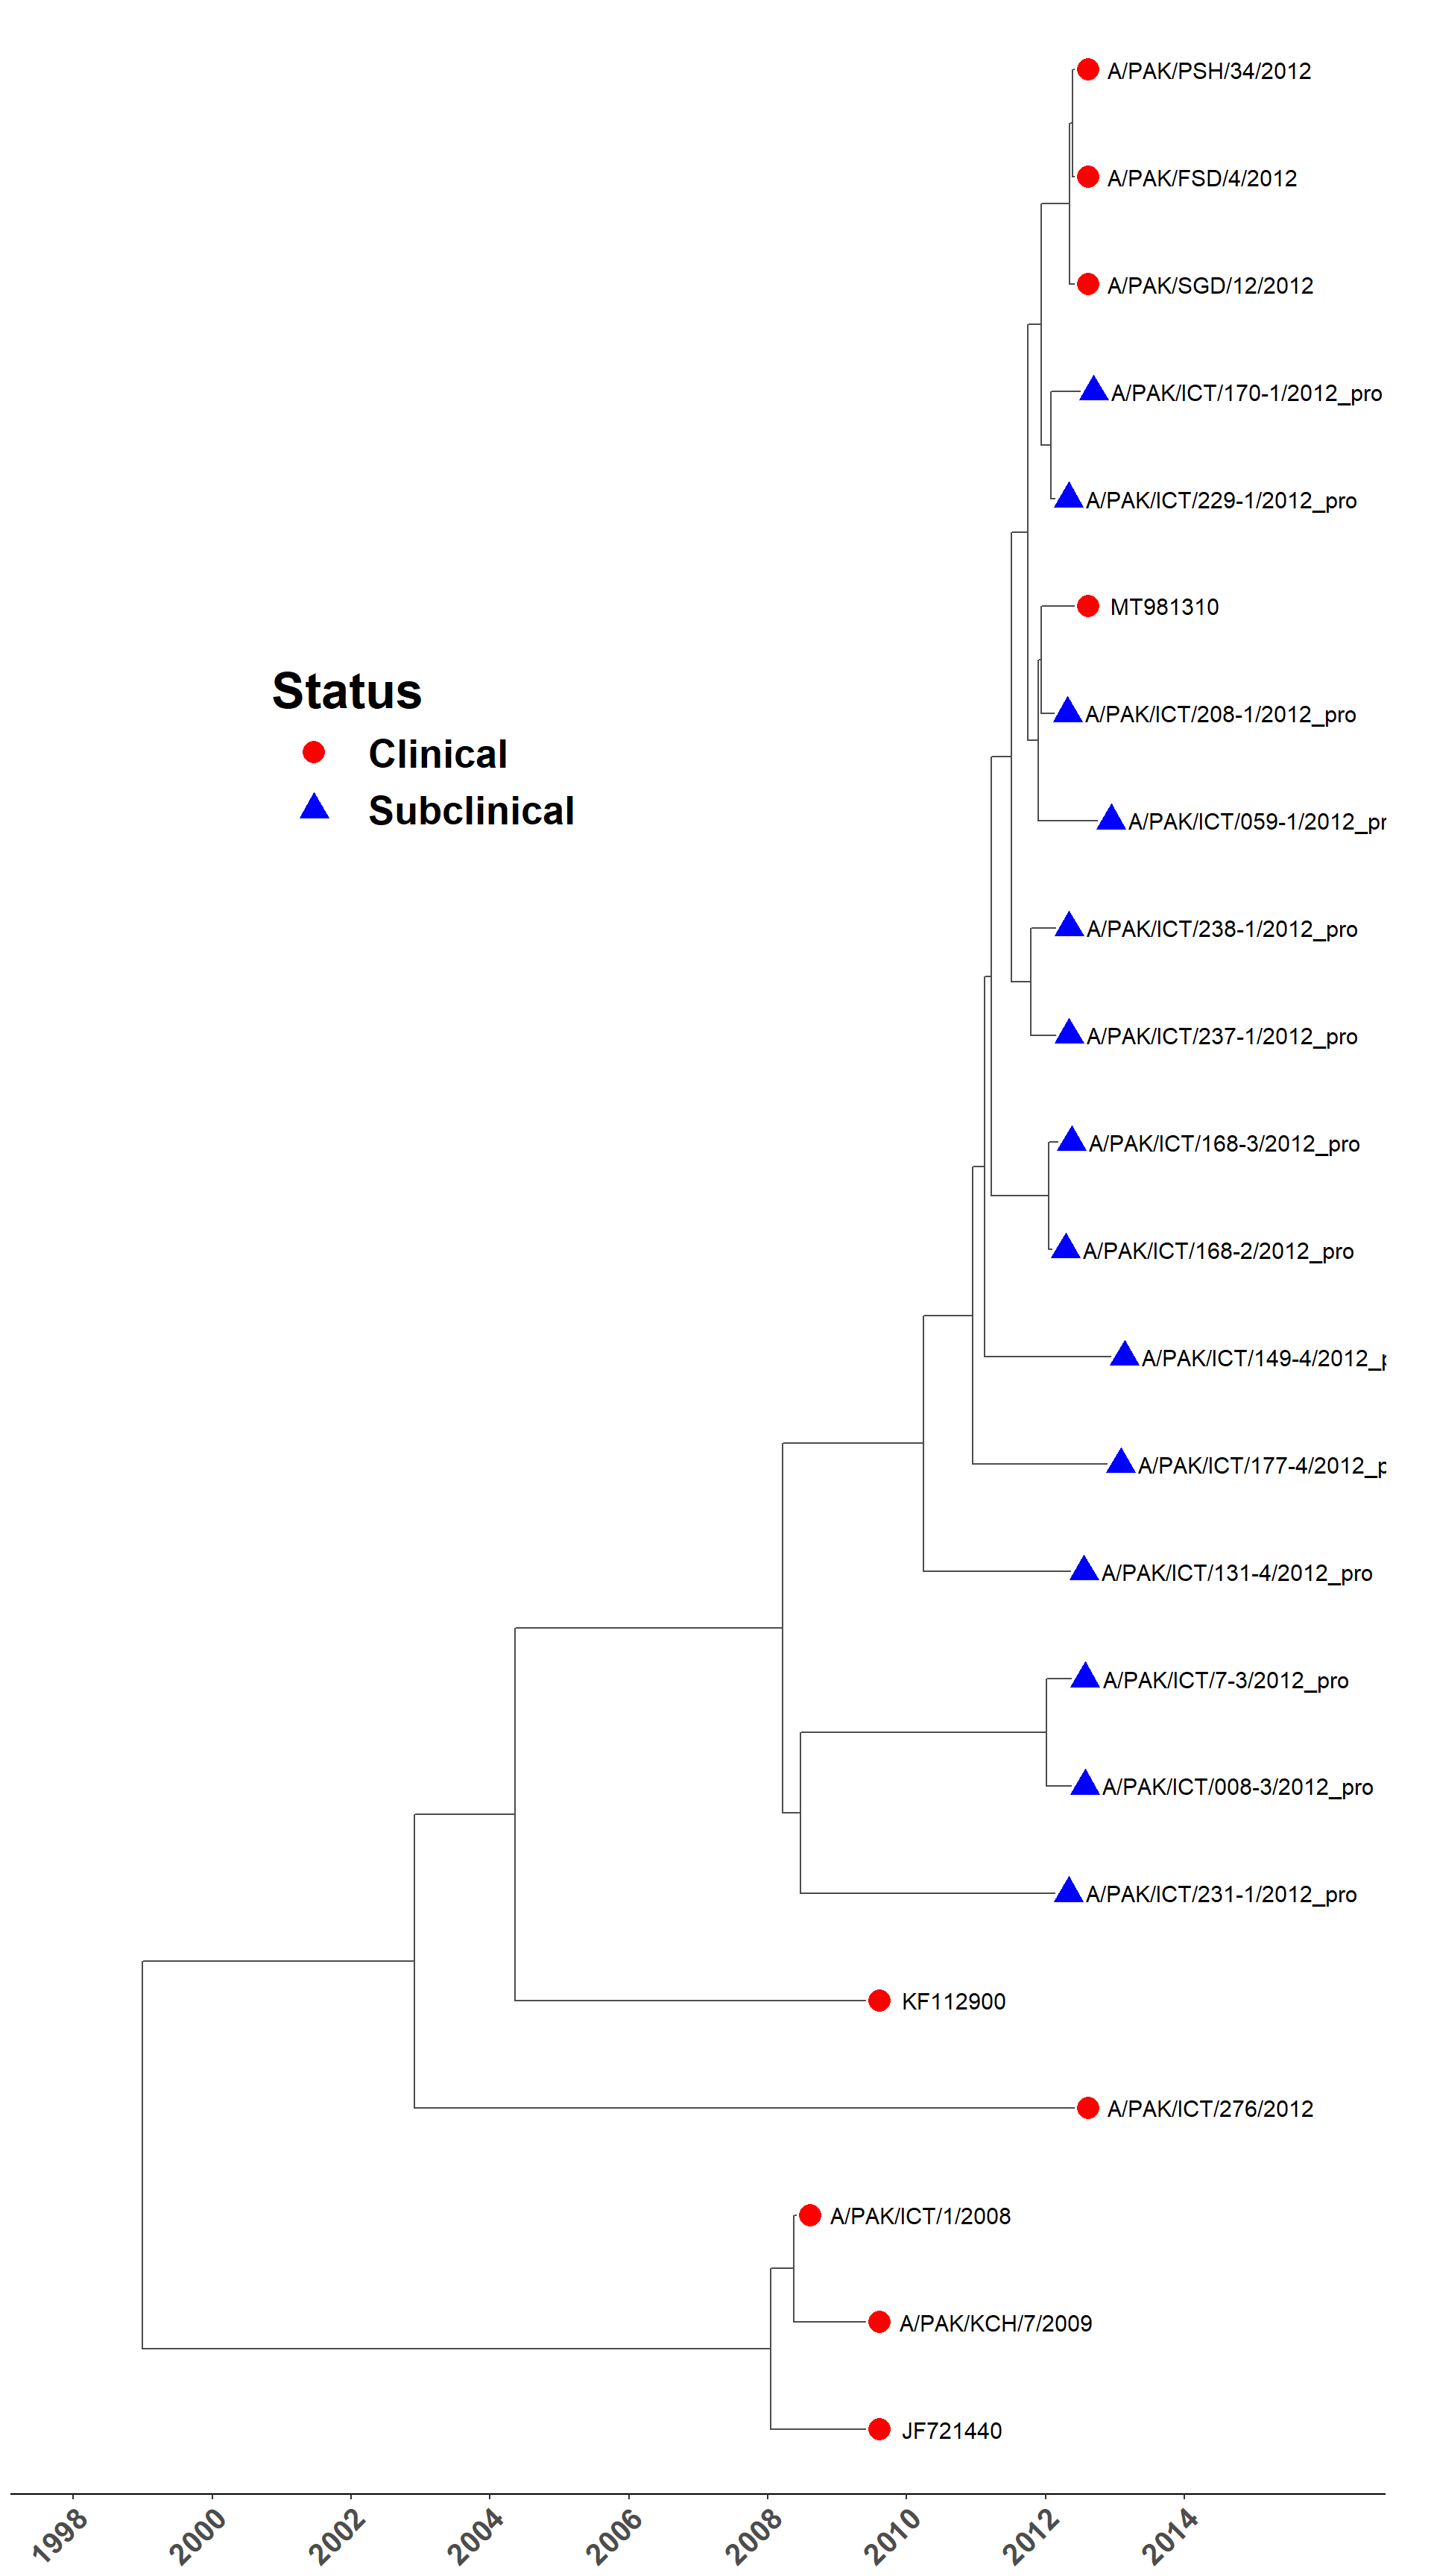 A/PAK/PSH/34/2012
A/PAK/FSD/4/2012
A/PAK/SGD/12/2012
A/PAK/ICT/170-1/2012_pro
A/PAK/ICT/229-1/2012_pro
MT981310
Status
Clinical
Subclinical
A/PAK/ICT/208-1/2012_pro
A/PAK/ICT/059-1/2012_pr
A/PAK/ICT/238-1/2012_pro
A/PAK/ICT/237-1/2012_pro
A/PAK/ICT/168-3/2012_pro
A/PAK/ICT/168-2/2012_pro
A/PAK/ICT/149-4/2012_p
A/PAK/ICT/177-4/2012_p
A/PAK/ICT/131-4/2012_pro
A/PAK/ICT/7-3/2012_pro
A/PAK/ICT/008-3/2012_pro
A/PAK/ICT/231-1/2012_pro
KF112900
A/PAK/ICT/276/2012
A/PAK/ICT/1/2008
A/PAK/KCH/7/2009
JF721440
1998 2000 2002 2004 2006 2008 2010 2012 2014